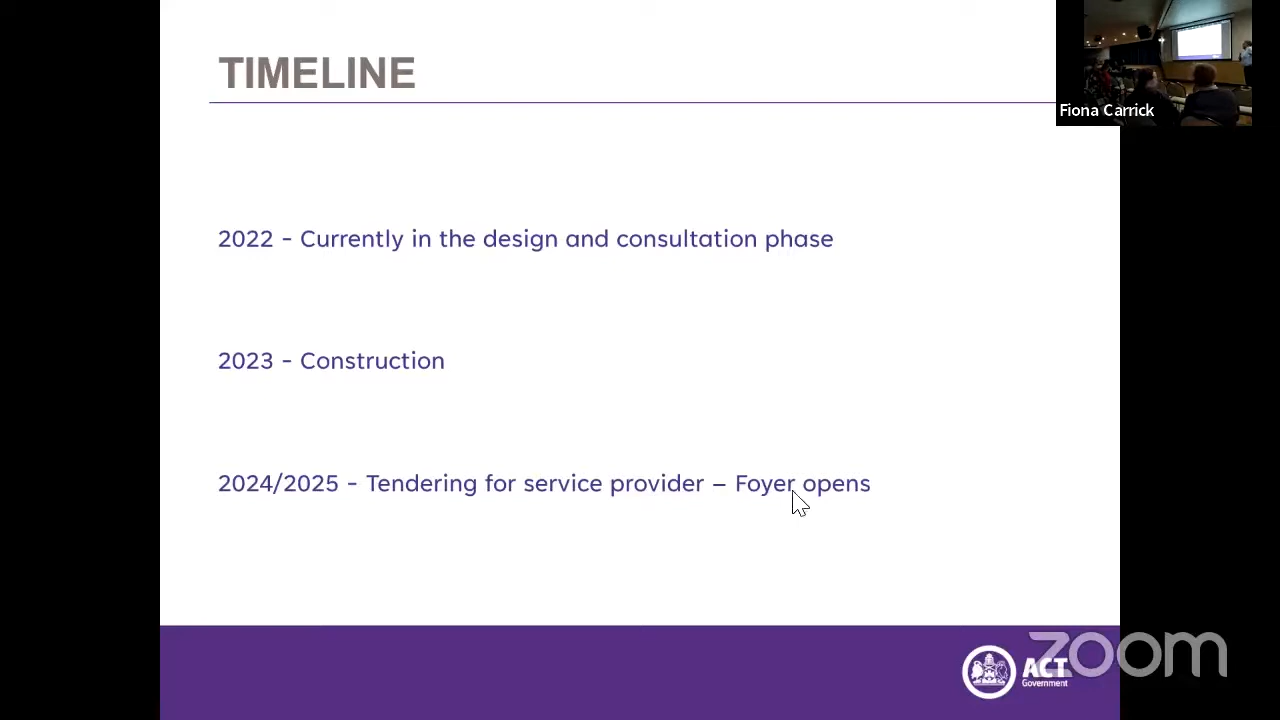 TIMELINE
Fiona Carrick
2022 - Currently in the design and consultation phase
2023 - Construction
2024/2025 - Tendering for service provider – Foyer opens
ACT
Government
zoom